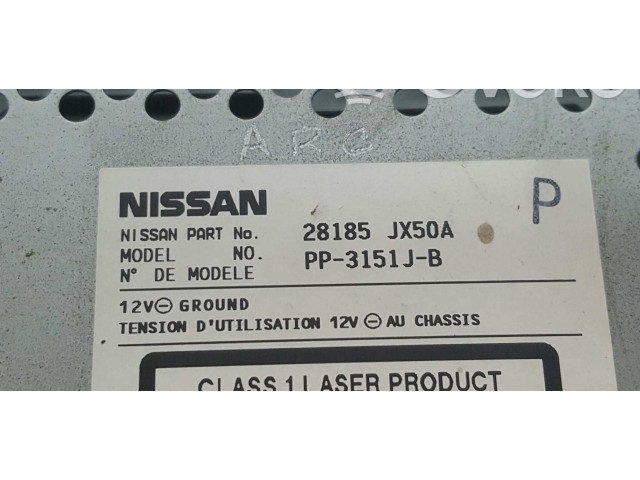 ARC
NISSAN
P
NISSAN PART No. 28185 JX50A
MODEL NO. PP-3151J-B
N° DE MODELE
12V⊖GROUND
TENSION D'UTILISATION 12V ⊖ AU CHASSIS
CLASS 1 LASER PRODUCT